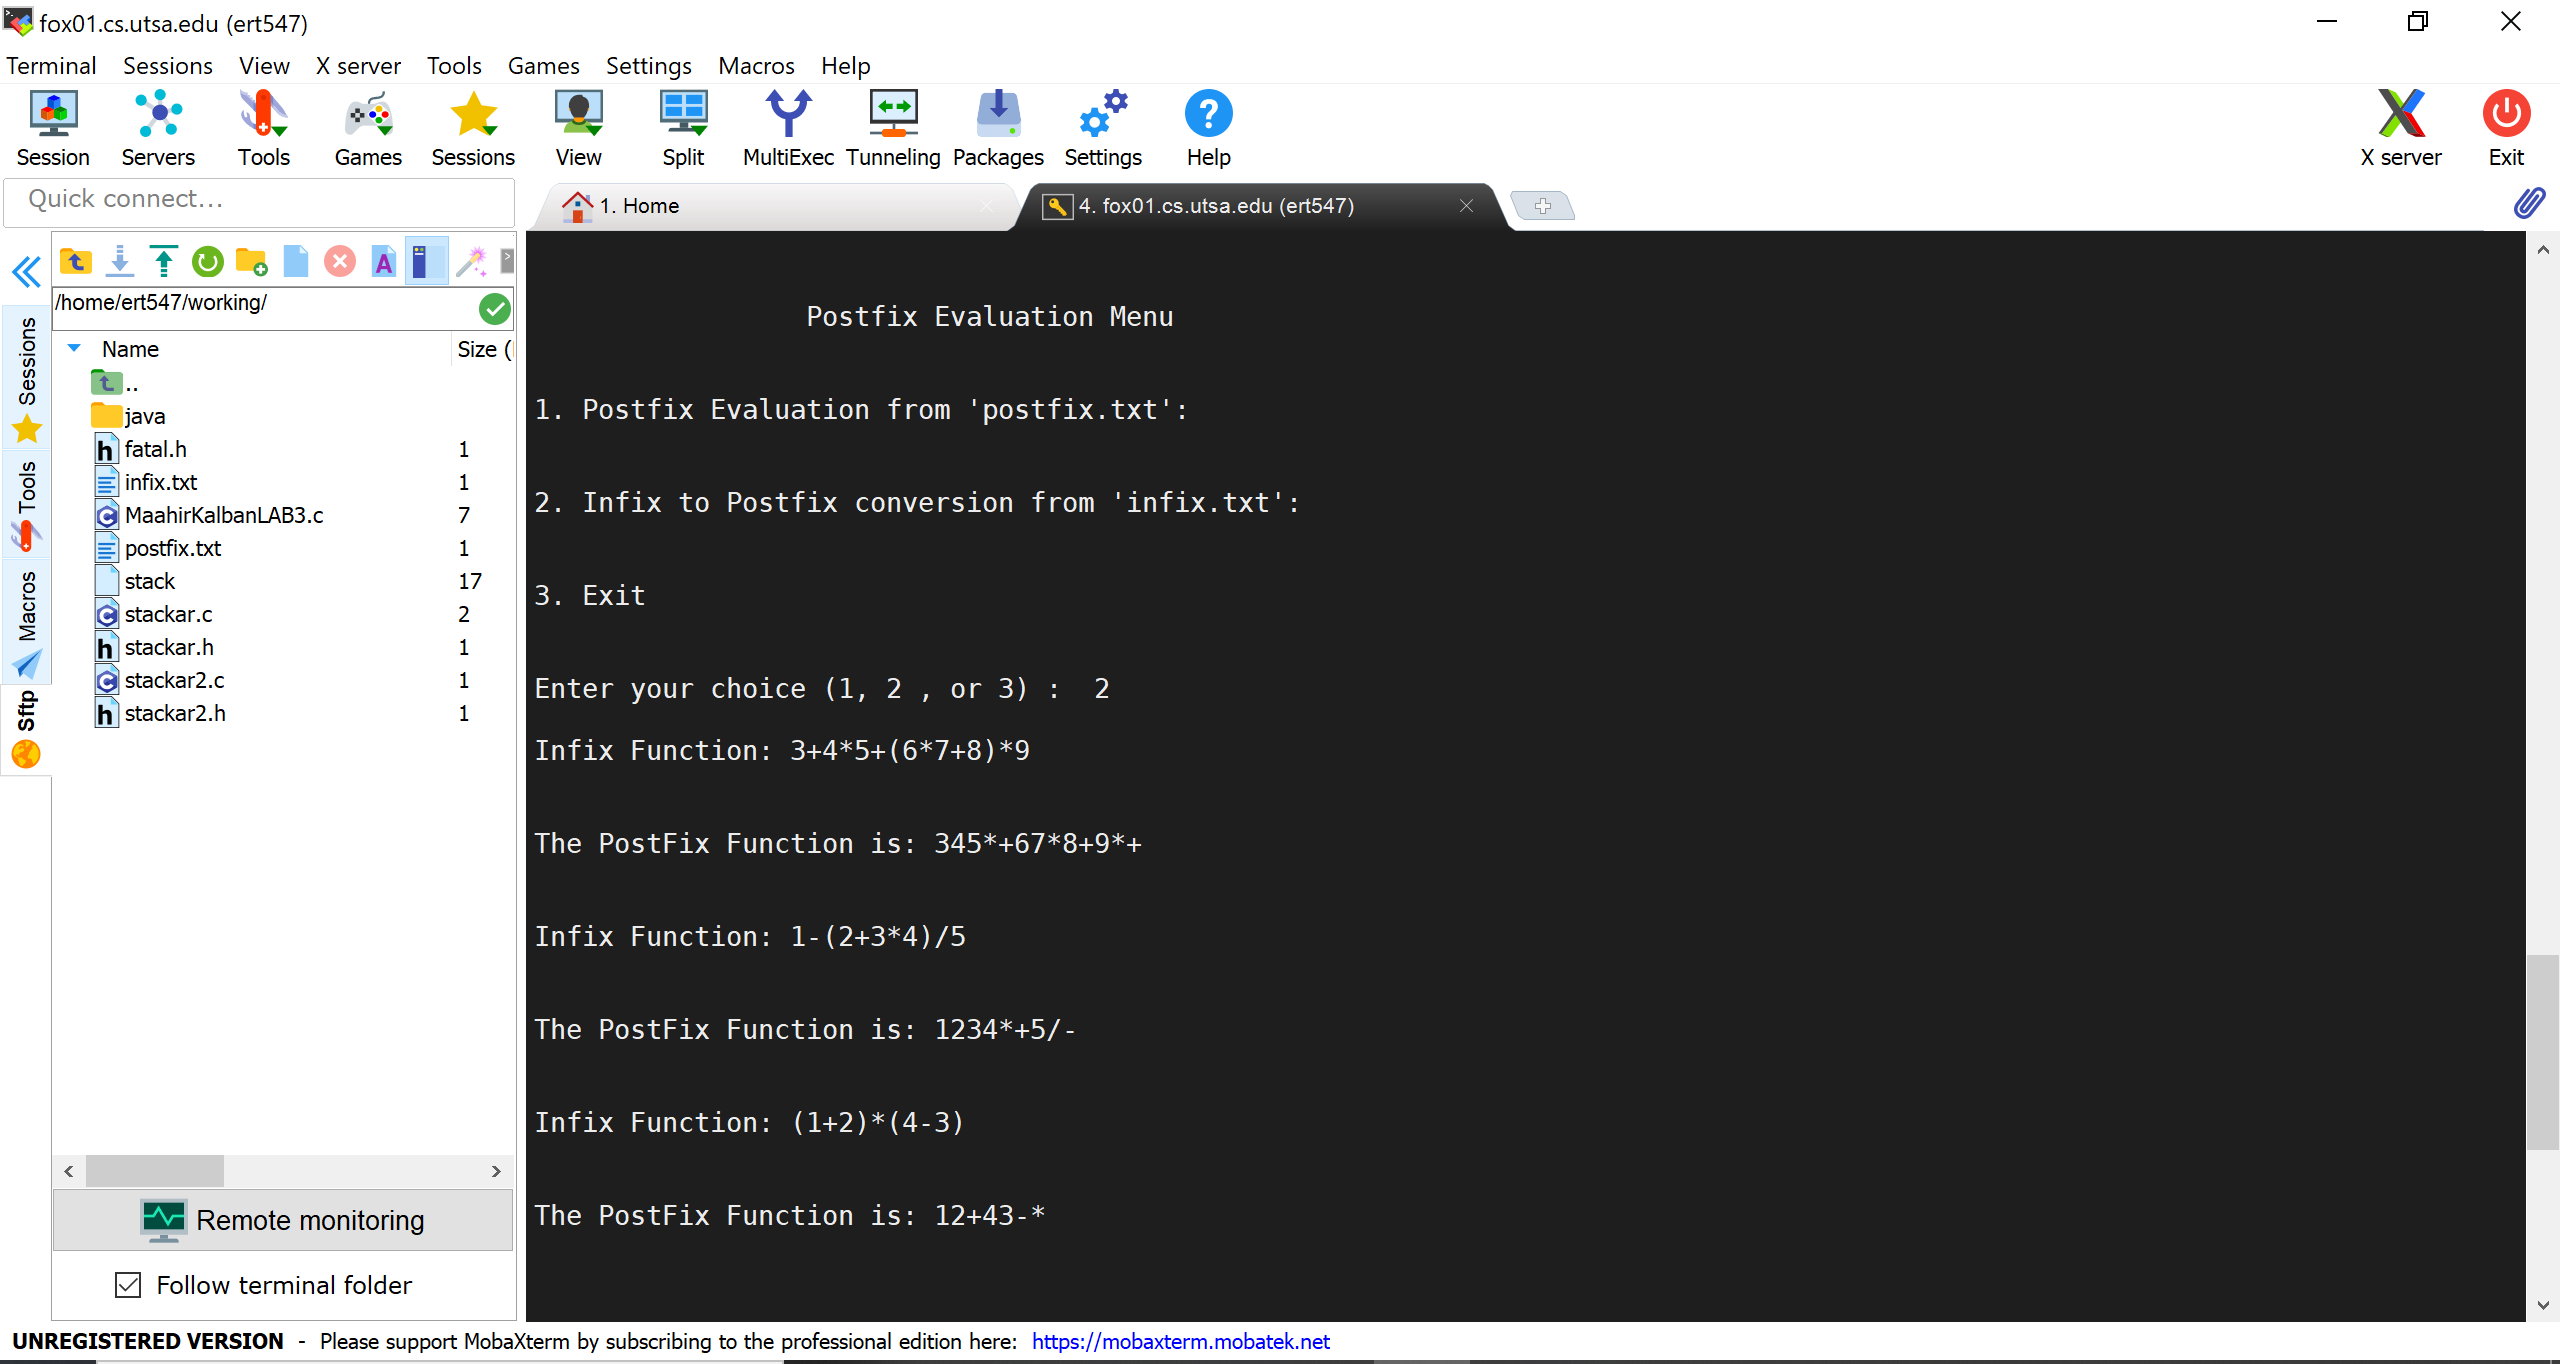 fox01.cs.utsa.edu (ert547)
Terminal Sessions View X server Tools Games Settings Macros Help
Session Servers Tools Games Sessions View Split MultiExec Tunneling Packages Settings Help X server Exit
Quick connect...
1. Home
4. fox01.cs.utsa.edu (ert547)
/home/ert547/working/
Sessions
Tools
Macros
Sftp
Name Size (
..
java
fatal.h 1
infix.txt 1
MaahirKalbanLAB3.c 7
postfix.txt 1
stack 17
stackar.c 2
stackar.h 1
stackar2.c 1
stackar2.h 1
Remote monitoring
Follow terminal folder
Postfix Evaluation Menu
1. Postfix Evaluation from 'postfix.txt':
2. Infix to Postfix conversion from 'infix.txt':
3. Exit
Enter your choice (1, 2 , or 3) :  2
Infix Function: 3+4*5+(6*7+8)*9
The PostFix Function is: 345*+67*8+9*+
Infix Function: 1-(2+3*4)/5
The PostFix Function is: 1234*+5/-
Infix Function: (1+2)*(4-3)
The PostFix Function is: 12+43-*
UNREGISTERED VERSION - Please support MobaXterm by subscribing to the professional edition here: https://mobaxterm.mobatek.net